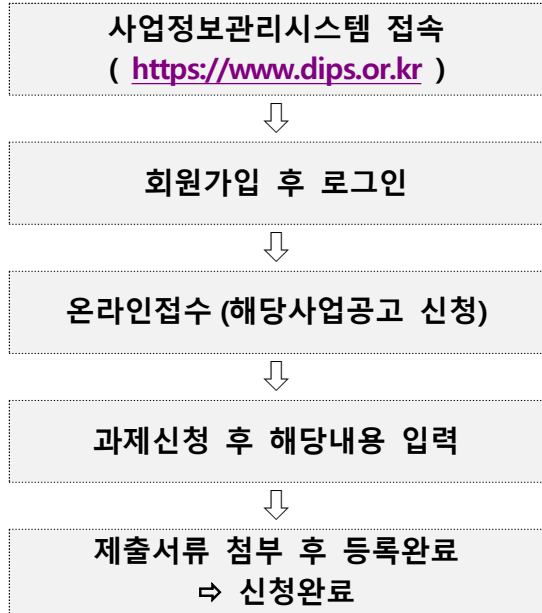 사업정보관리시스템 접속
( https://www.dips.or.kr )
⇩
회원가입 후 로그인
⇩
온라인접수 (해당사업공고 신청)
⇩
과제신청 후 해당내용 입력
⇩
제출서류 첨부 후 등록완료
⇨ 신청완료